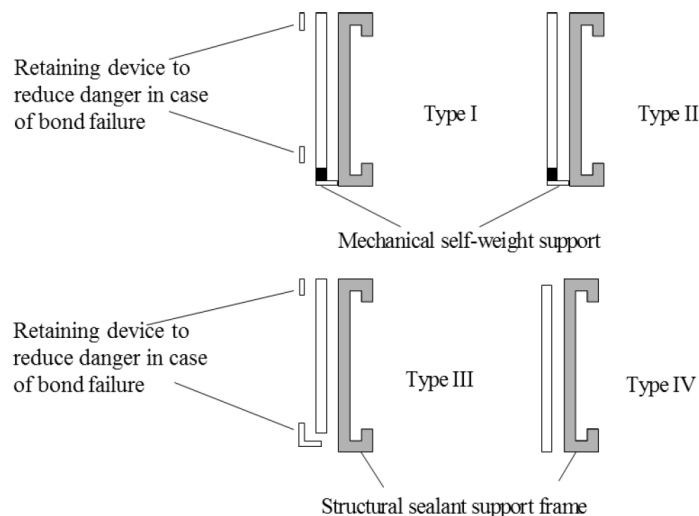 Retaining device to
reduce danger in case
of bond failure
Type I
Type II
Mechanical self-weight support
Retaining device to
reduce danger in case
of bond failure
Type III
Type IV
Structural sealant support frame